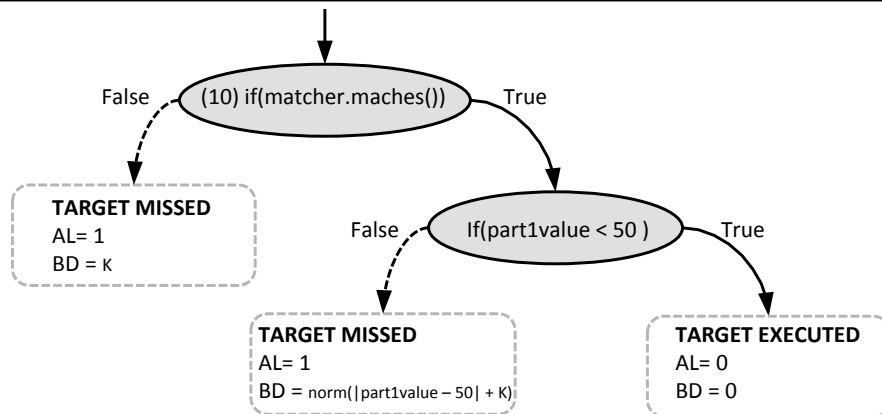 False
(10) if(matcher.maches())
True
TARGET MISSED
AL= 1
BD = K
False
If(part1value < 50 )
True
TARGET MISSED
AL= 1
BD = norm(|part1value – 50| + K)
TARGET EXECUTED
AL= 0
BD = 0